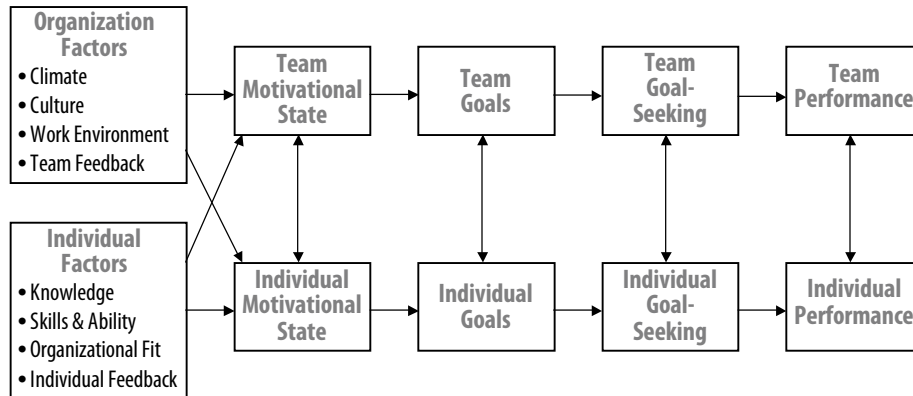 Organization
Factors
• Climate
• Culture
• Work Environment
• Team Feedback
Team
Motivational
State
Team
Goals
Team
Goal-
Seeking
Team
Performance
Individual
Factors
• Knowledge
• Skills & Ability
• Organizational Fit
• Individual Feedback
Individual
Motivational
State
Individual
Goals
Individual
Goal-
Seeking
Individual
Performance